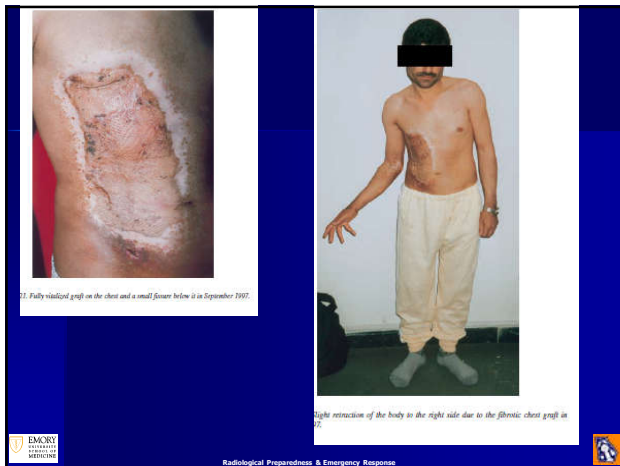 23. Fully vitalized graft on the chest and a small fissure below it in September 1997.
Slight retraction of the body to the right side due to the fibrotic chest graft in
97.
EMORY
UNIVERSITY
SCHOOL OF
MEDICINE
Radiological Preparedness & Emergency Response